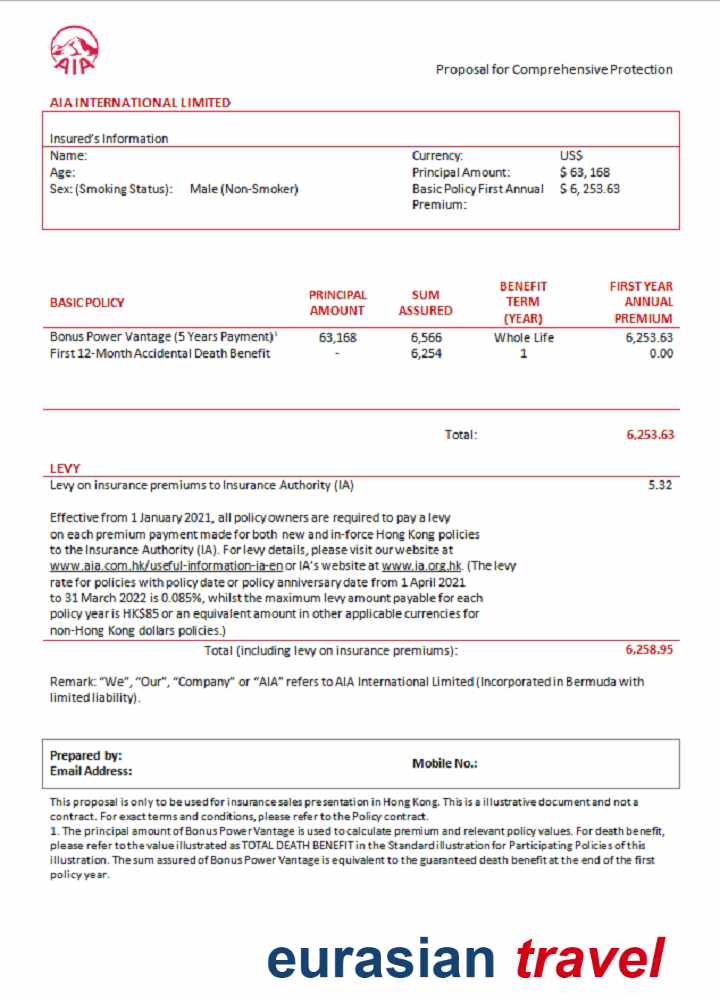 AIA
Proposal for Comprehensive Protection
AIA INTERNATIONAL LIMITED
Insured's Information
Name:
Currency: US$
Age:
Principal Amount: $ 63, 168
Sex: (Smoking Status): Male (Non-Smoker)
Basic Policy First Annual $ 6, 253.63
Premium:
BASIC POLICY
PRINCIPAL AMOUNT
SUM ASSURED
BENEFIT TERM (YEAR)
FIRST YEAR ANNUAL PREMIUM
Bonus Power Vantage (5 Years Payment)¹ 63,168 6,566 Whole Life 6,253.63
First 12-Month Accidental Death Benefit - 6,254 1 0.00
Total: 6,253.63
LEVY
Levy on insurance premiums to Insurance Authority (IA) 5.32
Effective from 1 January 2021, all policy owners are required to pay a levy
on each premium payment made for both new and in-force Hong Kong policies
to the Insurance Authority (IA). For levy details, please visit our website at
www.aia.com.hk/useful-information-ia-en or IA's website at www.ia.org.hk. (The levy
rate for policies with policy date or policy anniversary date from 1 April 2021
to 31 March 2022 is 0.085%, whilst the maximum levy amount payable for each
policy year is HK$85 or an equivalent amount in other applicable currencies for
non-Hong Kong dollars policies.)
Total (including levy on insurance premiums): 6,258.95
Remark: "We", "Our", "Company" or "AIA" refers to AIA International Limited (Incorporated in Bermuda with
limited liability).
Prepared by:
Email Address:
Mobile No.:
This proposal is only to be used for insurance sales presentation in Hong Kong. This is a illustrative document and not a
contract. For exact terms and conditions, please refer to the Policy contract.
1. The principal amount of Bonus Power Vantage is used to calculate premium and relevant policy values. For death benefit,
please refer to the value illustrated as TOTAL DEATH BENEFIT in the Standard illustration for Participating Policies of this
illustration. The sum assured of Bonus Power Vantage is equivalent to the guaranteed death benefit at the end of the first
policy year.
eurasian travel